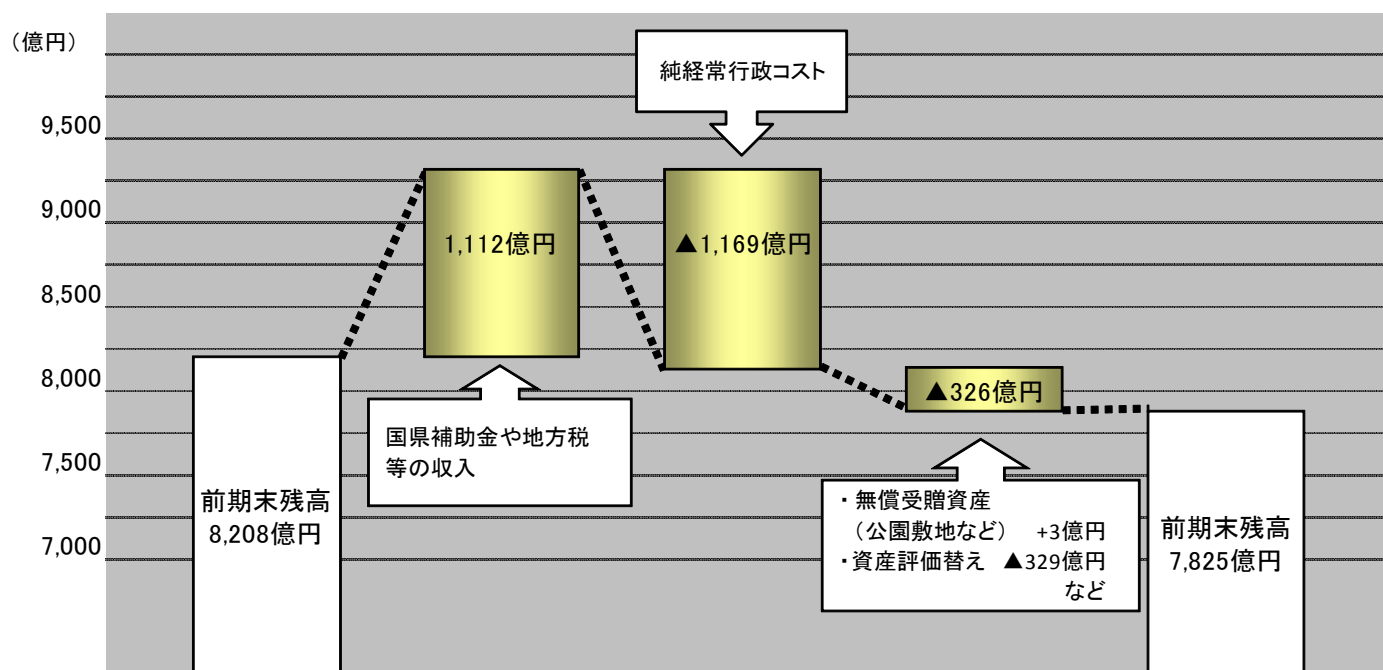 （億円）
9,500
9,000
8,500
8,000
7,500
7,000
純経常行政コスト
1,112億円
▲1,169億円
▲326億円
国県補助金や地方税
等の収入
前期末残高
8,208億円
・無償受贈資産
（公園敷地など） +3億円
・資産評価替え ▲329億円
など
前期末残高
7,825億円